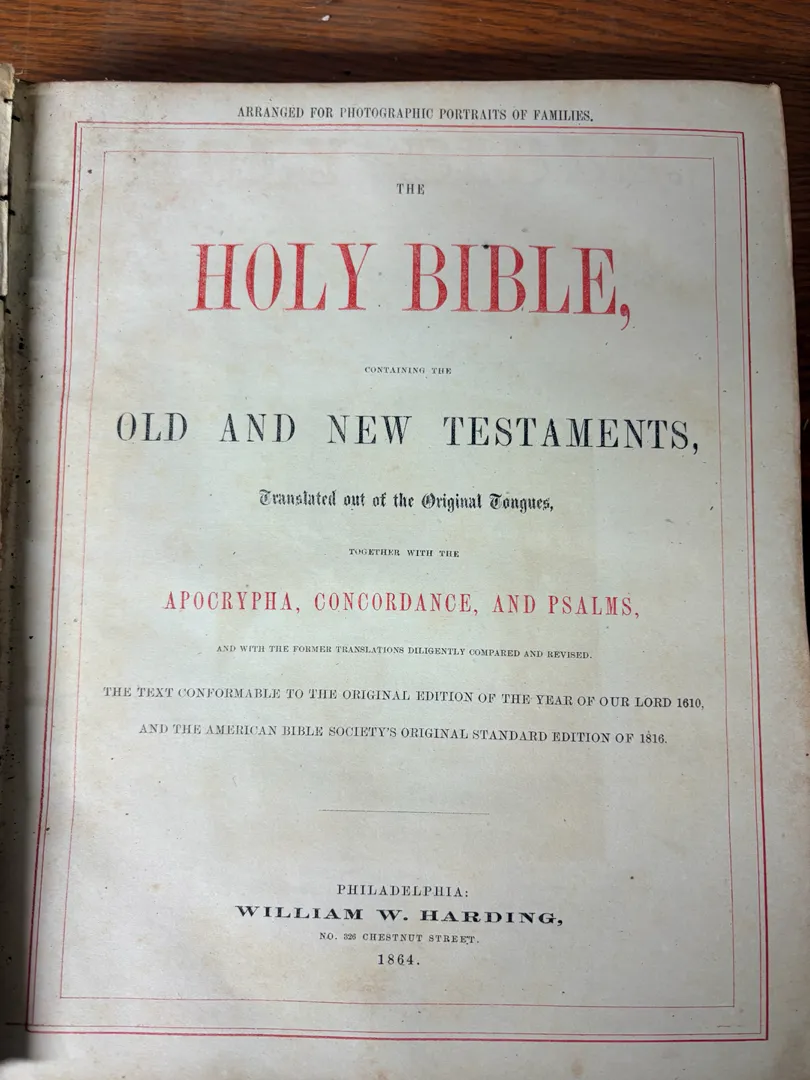 ARRANGED FOR PHOTOGRAPHIC PORTRAITS OF FAMILIES.
THE
HOLY BIBLE,
CONTAINING THE
OLD AND NEW TESTAMENTS,
Translated out of the Original Tongues,
TOGETHER WITH THE
APOCRYPHA, CONCORDANCE, AND PSALMS,
AND WITH THE FORMER TRANSLATIONS DILIGENTLY COMPARED AND REVISED.
THE TEXT CONFORMABLE TO THE ORIGINAL EDITION OF THE YEAR OF OUR LORD 1610,
AND THE AMERICAN BIBLE SOCIETY'S ORIGINAL STANDARD EDITION OF 1816.
PHILADELPHIA:
WILLIAM W. HARDING,
NO. 326 CHESTNUT STREET.
1864.